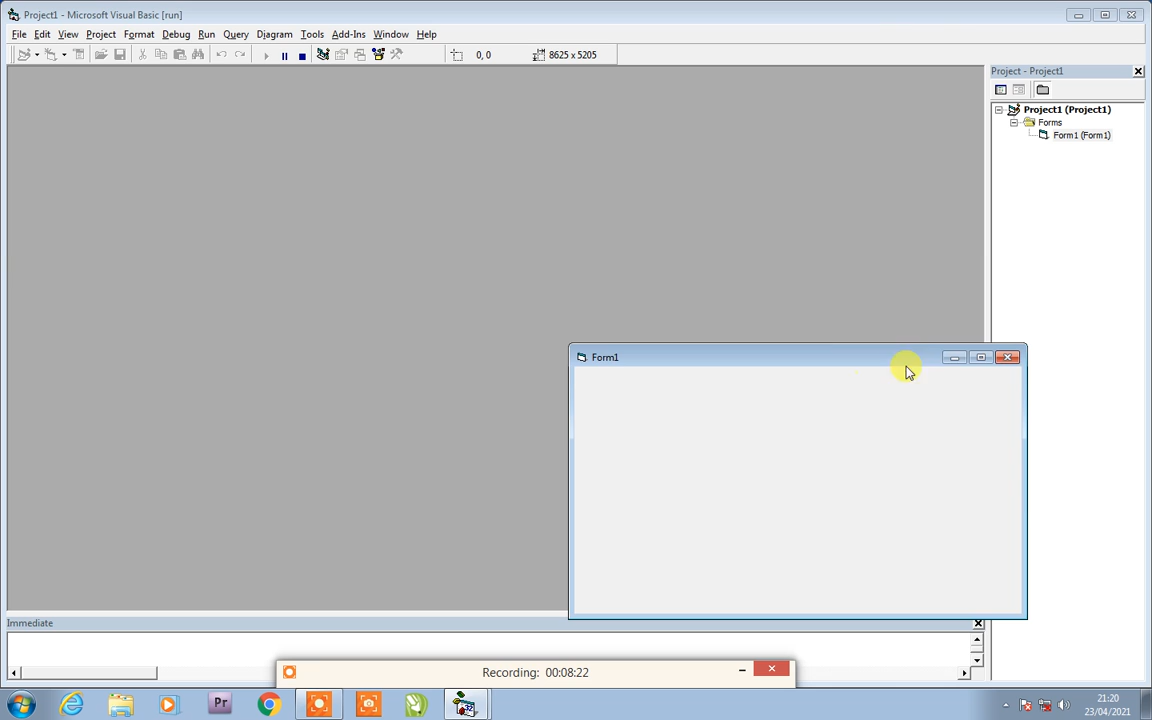 Project1 - Microsoft Visual Basic [run]
File Edit View Project Format Debug Run Query Diagram Tools Add-Ins Window Help
0, 0 8625 x 5205
Project - Project1
Project1 (Project1)
Forms
Form1 (Form1)
Form1
Immediate
Recording: 00:08:22
Pr
21:20
23/04/2021